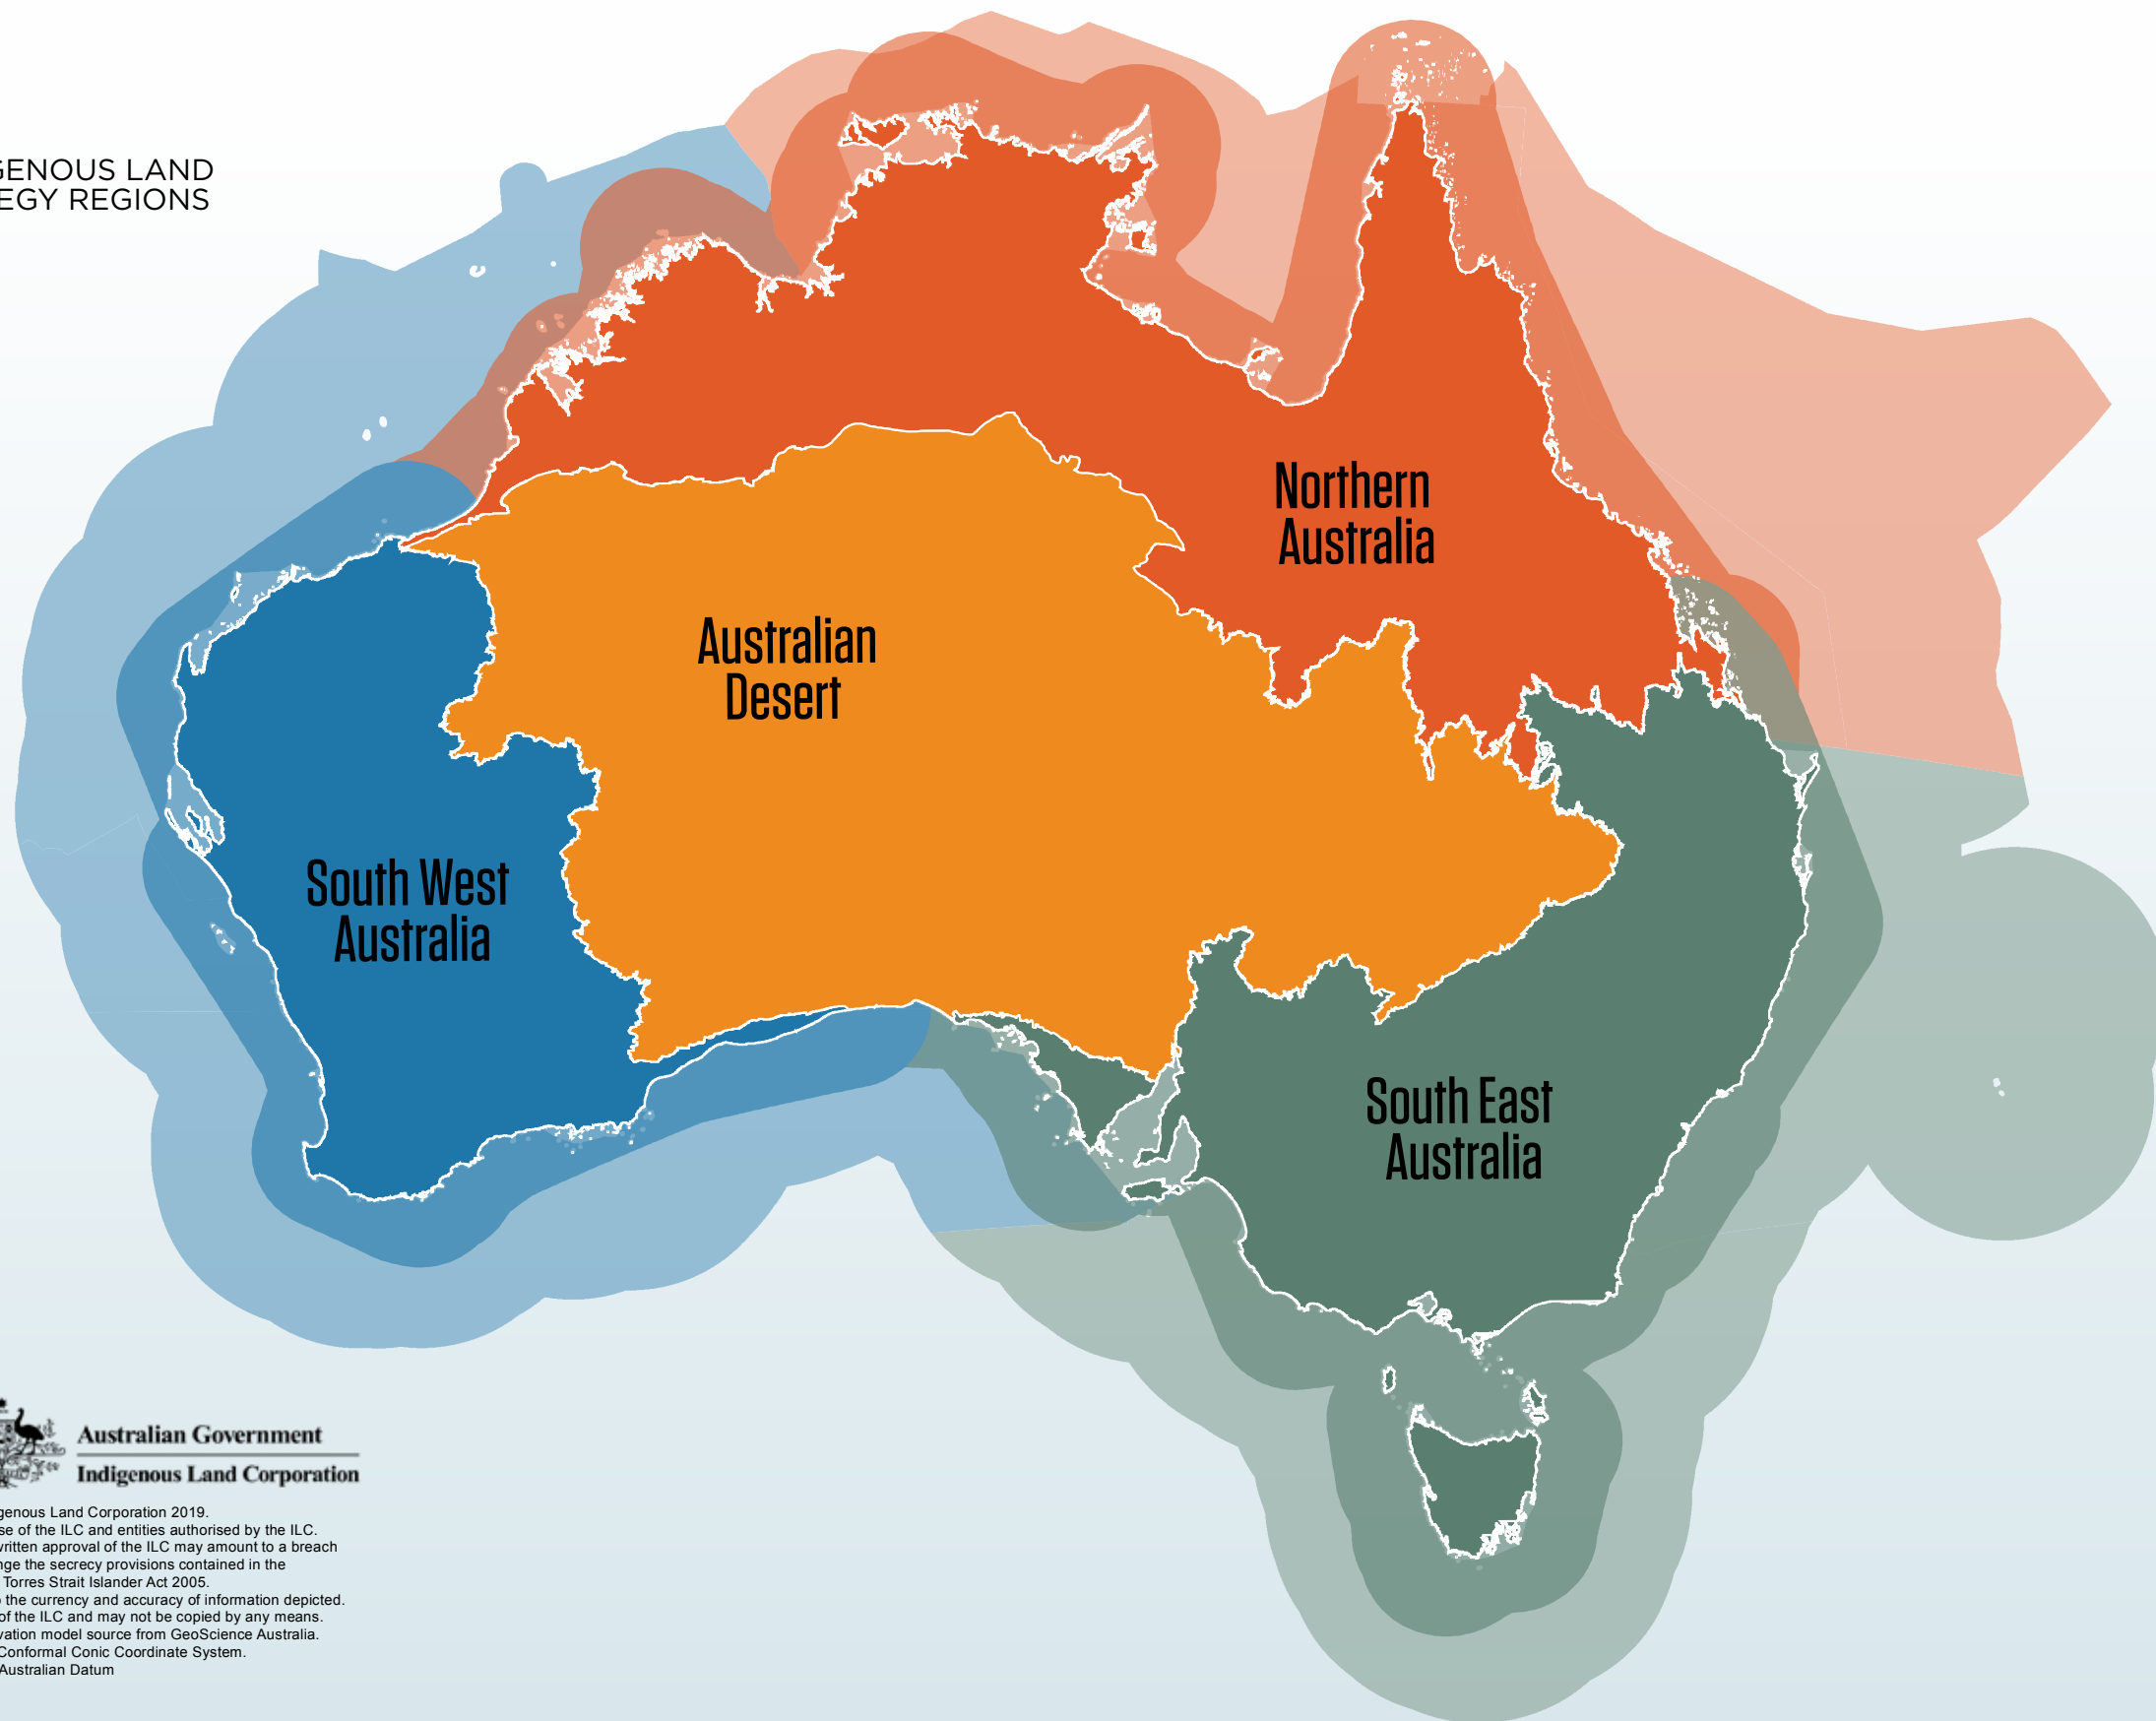 GENOUS LAND
EGY REGIONS
Northern
Australia
Australian
Desert
South West
Australia
South East
Australia
Australian Government
Indigenous Land Corporation
genous Land Corporation 2019.
se of the ILC and entities authorised by the ILC.
written approval of the ILC may amount to a breach
nge the secrecy provisions contained in the
Torres Strait Islander Act 2005.
the currency and accuracy of information depicted.
of the ILC and may not be copied by any means.
vation model source from GeoScience Australia.
Conformal Conic Coordinate System.
Australian Datum